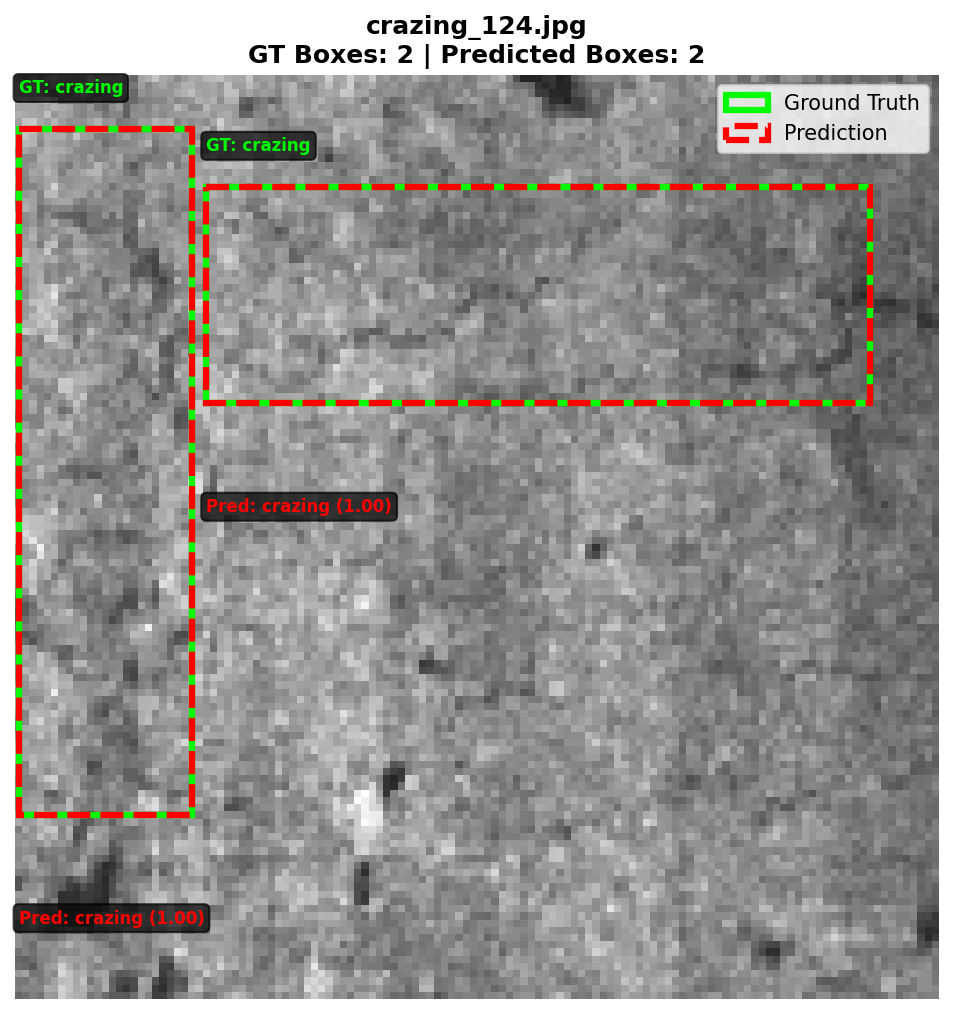 crazing_124.jpg
GT Boxes: 2 | Predicted Boxes: 2
GT: crazing
Ground Truth
Prediction
GT: crazing
Pred: crazing (1.00)
Pred: crazing (1.00)